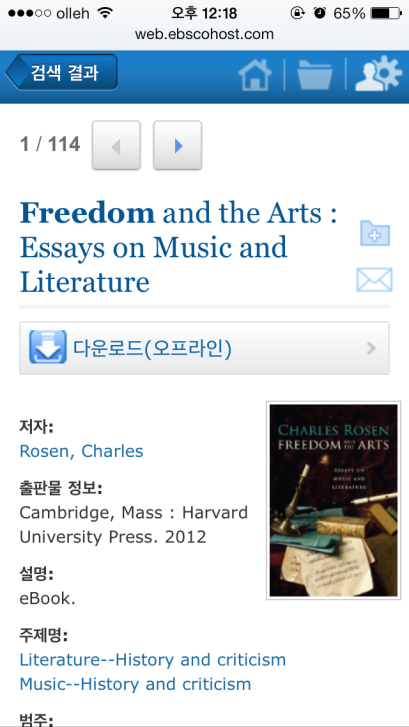 olleh 오후 12:18 65%
web.ebscohost.com
검색 결과
1 / 114
Freedom and the Arts :
Essays on Music and
Literature
다운로드(오프라인)
저자:
Rosen, Charles
출판물 정보:
Cambridge, Mass : Harvard
University Press. 2012
설명:
eBook.
주제명:
Literature--History and criticism
Music--History and criticism
범주:
CHARLES ROSEN
FREEDOM AND THE ARTS
ESSAYS ON
MUSIC AND
LITERATURE